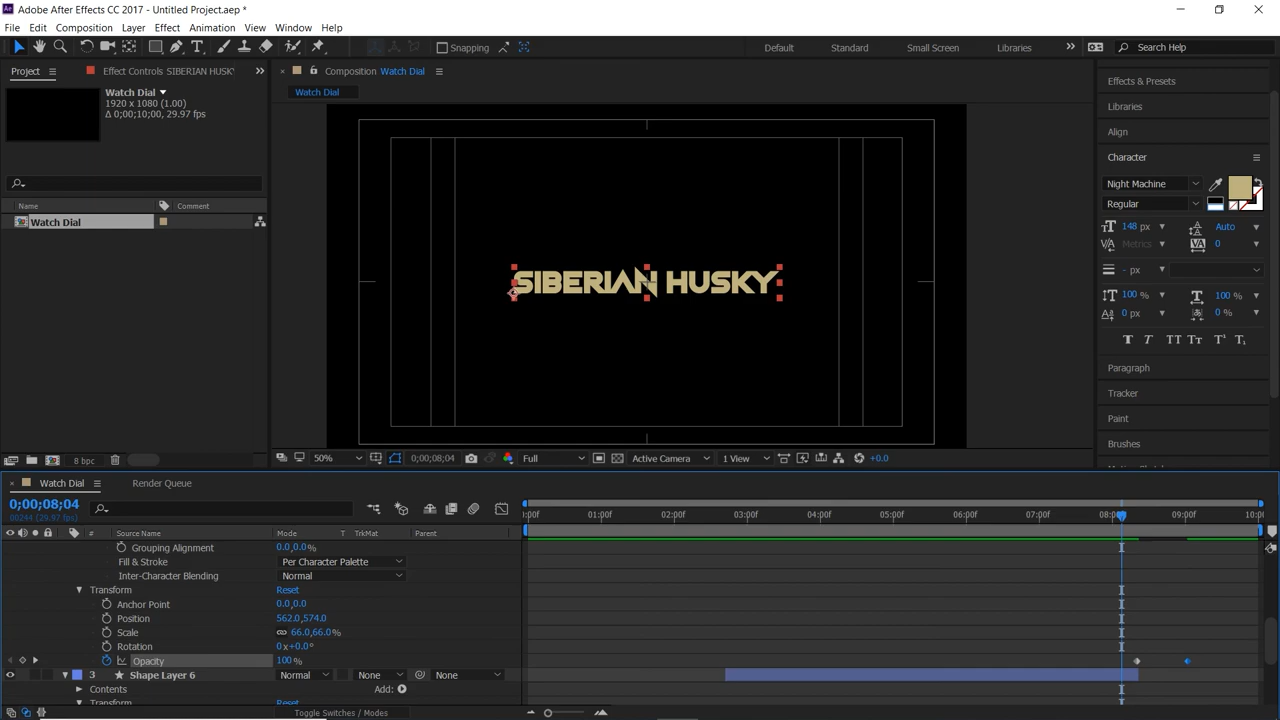 Adobe After Effects CC 2017 - Untitled Project.aep *
File Edit Composition Layer Effect Animation View Window Help
Snapping Default Standard Small Screen Libraries Search Help
Project Effect Controls SIBERIAN HUSKY Composition Watch Dial
Watch Dial
Watch Dial
1920 x 1080 (1.00)
Δ 0;00;10;00, 29.97 fps
Name Comment
Watch Dial
SIBERIAN HUSKY
Effects & Presets
Libraries
Align
Character
Night Machine
Regular
148 px Auto
Metrics 0
- px
100 % 100 %
0 px 0 %
Paragraph
Tracker
Paint
Brushes
8 bpc 50% 0;00;08;04 Full Active Camera 1 View +0.0
Watch Dial Render Queue
0;00;08;04
00244 (29.97 fps)
:00f 01:00f 02:00f 03:00f 04:00f 05:00f 06:00f 07:00f 08:00f 09:00f 10:00f
# Source Name Mode T TrkMat Parent
Grouping Alignment 0.0,0.0%
Fill & Stroke Per Character Palette
Inter-Character Blending Normal
Transform Reset
Anchor Point 0.0,0.0
Position 562.0,574.0
Scale 66.0,66.0%
Rotation 0x+0.0°
Opacity 100 %
3 Shape Layer 6 Normal None None
Contents Add:
Transform Reset
Toggle Switches / Modes